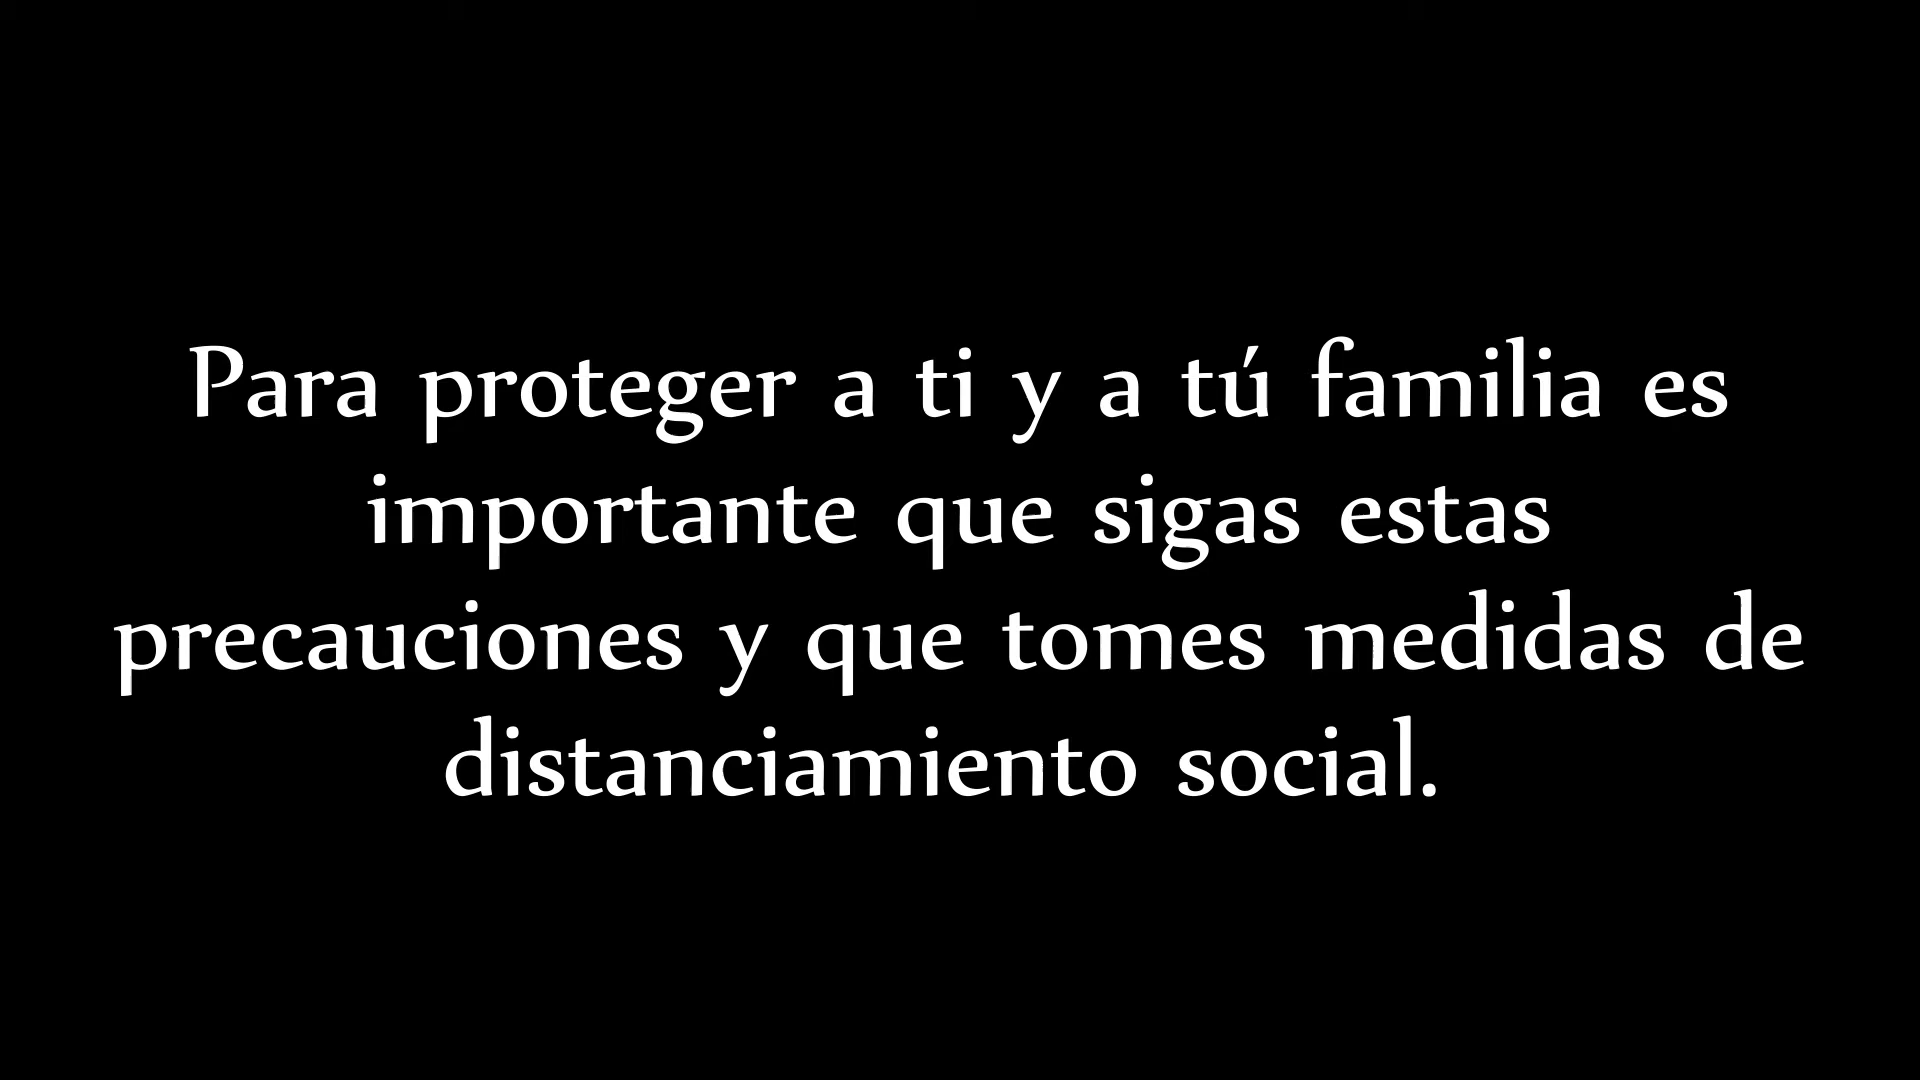 Para proteger a ti y a tú familia es
importante que sigas estas
precauciones y que tomes medidas de
distanciamiento social.